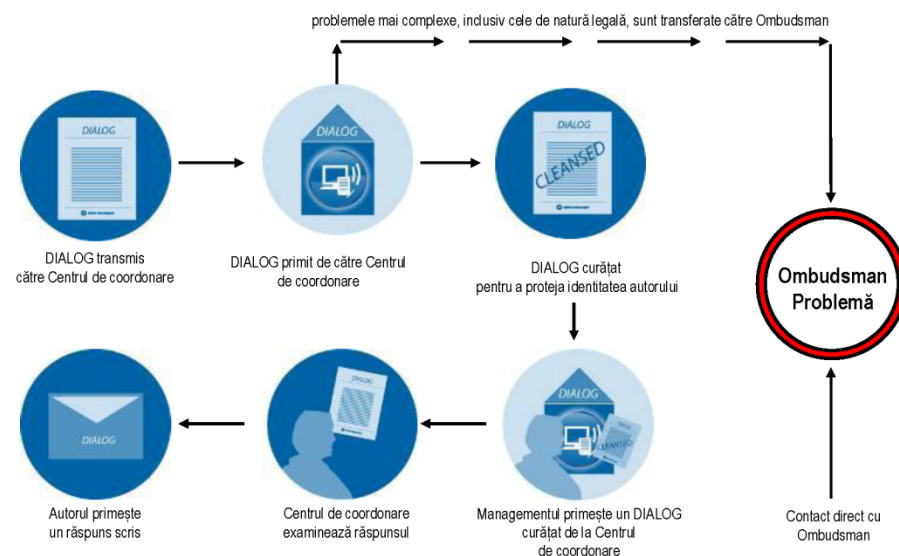 problemele mai complexe, inclusiv cele de natură legală, sunt transferate către Ombudsman
DIALOG
DIALOG
DIALOG
CLEANSED
DIALOG transmis
către Centrul de coordonare
DIALOG primit de către Centrul
de coordonare
DIALOG curățat
pentru a proteja identitatea autorului
Ombudsman
Problemă
DIALOG
DIALOG
CLEANSED
Autorul primește
un răspuns scris
Centrul de coordonare
examinează răspunsul
Managementul primește un DIALOG
curățat de la Centrul
de coordonare
Contact direct cu
Ombudsman